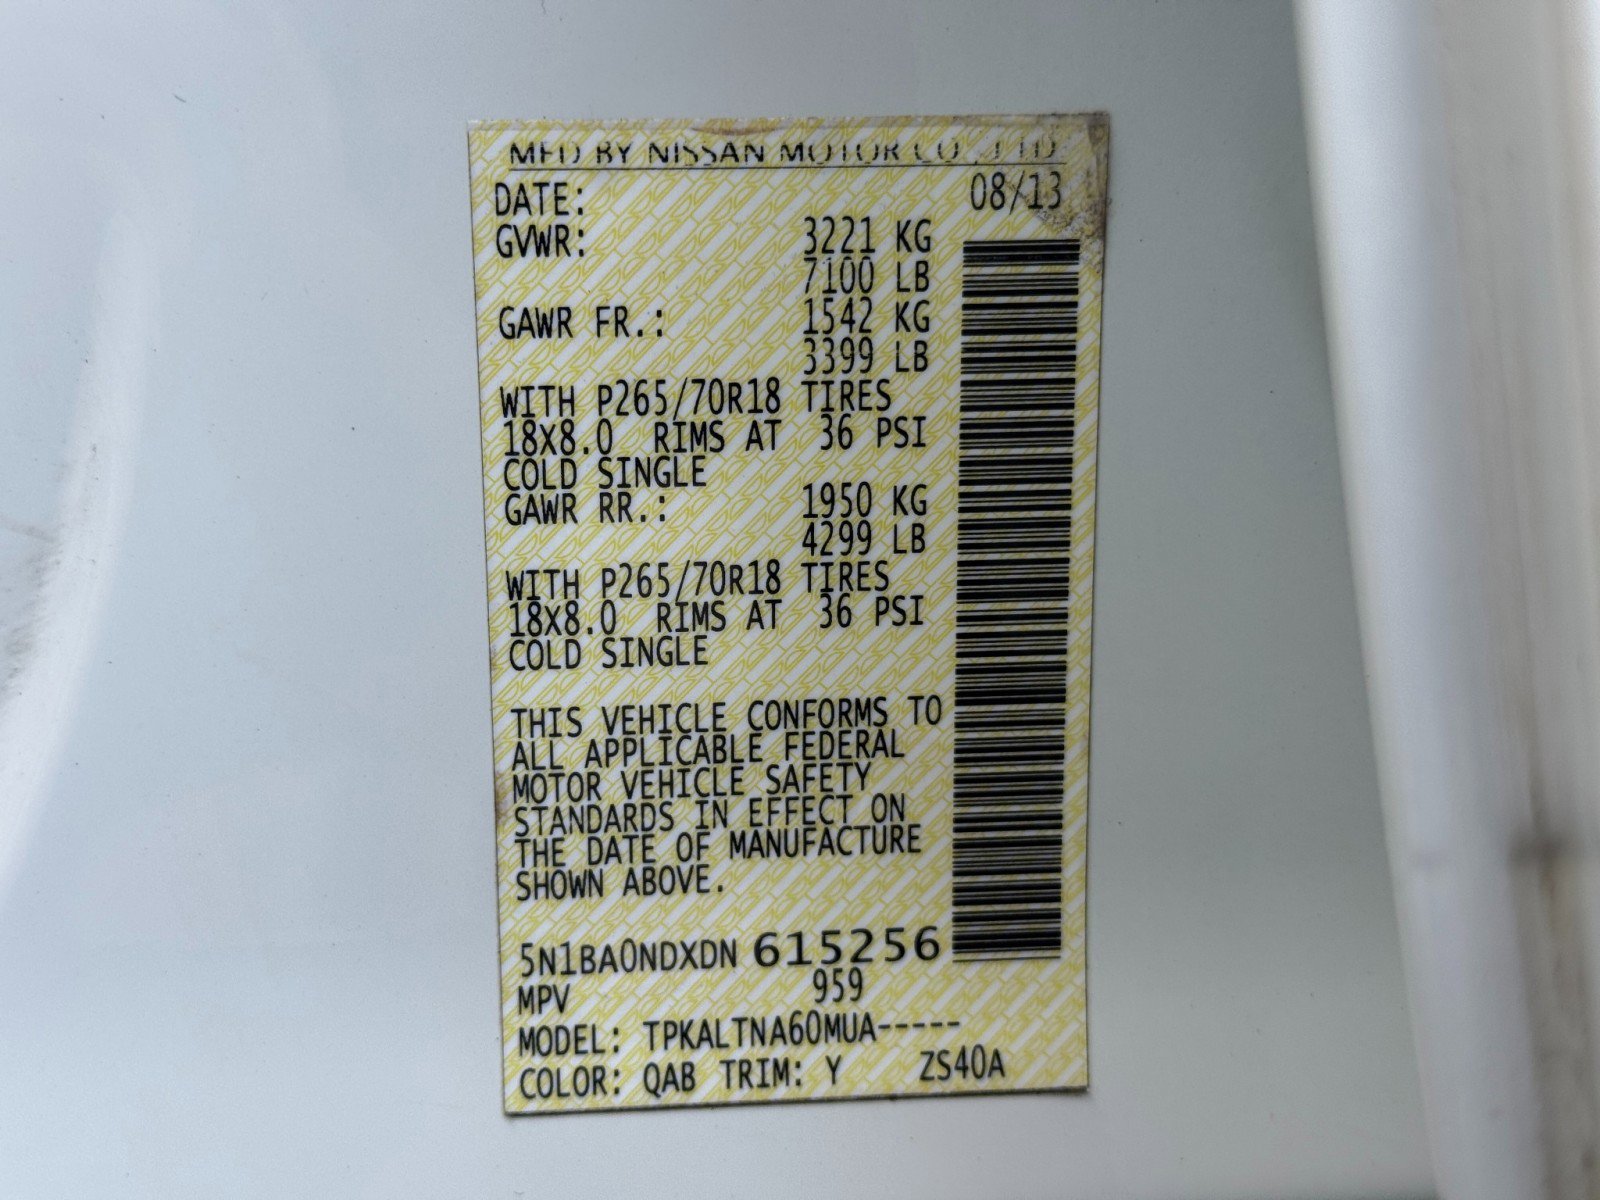 MFD BY NISSAN MOTOR CO., LTD
DATE: 08/13
GVWR: 3221 KG
7100 LB
GAWR FR.: 1542 KG
3399 LB
WITH P265/70R18 TIRES
18X8.0 RIMS AT 36 PSI
COLD SINGLE
GAWR RR.: 1950 KG
4299 LB
WITH P265/70R18 TIRES
18X8.0 RIMS AT 36 PSI
COLD SINGLE
THIS VEHICLE CONFORMS TO
ALL APPLICABLE FEDERAL
MOTOR VEHICLE SAFETY
STANDARDS IN EFFECT ON
THE DATE OF MANUFACTURE
SHOWN ABOVE.
5N1BA0NDXDN 615256
MPV 959
MODEL: TPKALTNA60MUA-----
COLOR: QAB TRIM: Y ZS40A